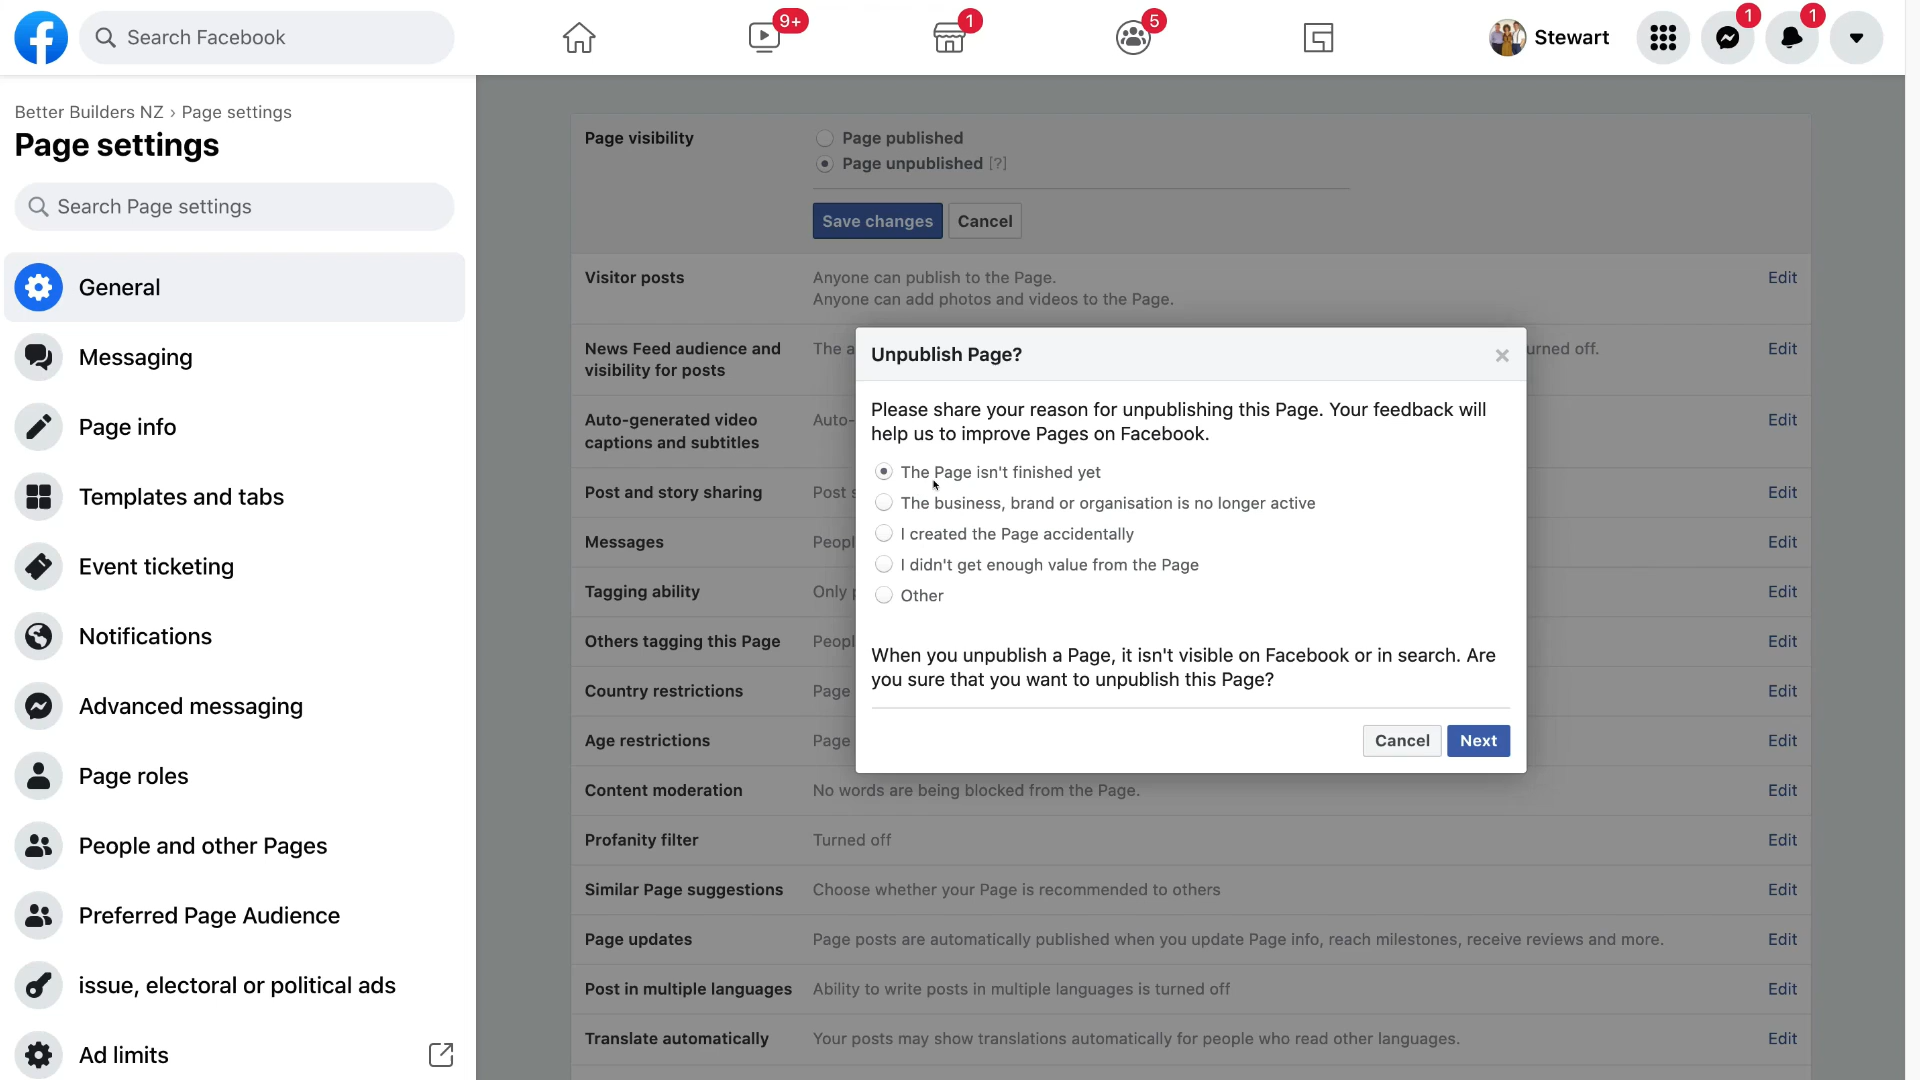 Search Facebook
9+
1
5
Stewart
1
1
Better Builders NZ › Page settings
Page settings
Search Page settings
General
Messaging
Page info
Templates and tabs
Event ticketing
Notifications
Advanced messaging
Page roles
People and other Pages
Preferred Page Audience
issue, electoral or political ads
Ad limits
Page visibility
Page published
Page unpublished [?]
Save changes
Cancel
Visitor posts
Anyone can publish to the Page.
Anyone can add photos and videos to the Page.
Edit
News Feed audience and
visibility for posts
The a
urned off.
Edit
Auto-generated video
captions and subtitles
Auto-
Edit
Post and story sharing
Post s
Edit
Messages
Peopl
Edit
Tagging ability
Only p
Edit
Others tagging this Page
Peopl
Edit
Country restrictions
Page
Edit
Age restrictions
Page
Edit
Content moderation
No words are being blocked from the Page.
Edit
Profanity filter
Turned off
Edit
Similar Page suggestions
Choose whether your Page is recommended to others
Edit
Page updates
Page posts are automatically published when you update Page info, reach milestones, receive reviews and more.
Edit
Post in multiple languages
Ability to write posts in multiple languages is turned off
Edit
Translate automatically
Your posts may show translations automatically for people who read other languages.
Edit
Unpublish Page?
Please share your reason for unpublishing this Page. Your feedback will
help us to improve Pages on Facebook.
The Page isn't finished yet
The business, brand or organisation is no longer active
I created the Page accidentally
I didn't get enough value from the Page
Other
When you unpublish a Page, it isn't visible on Facebook or in search. Are
you sure that you want to unpublish this Page?
Cancel
Next